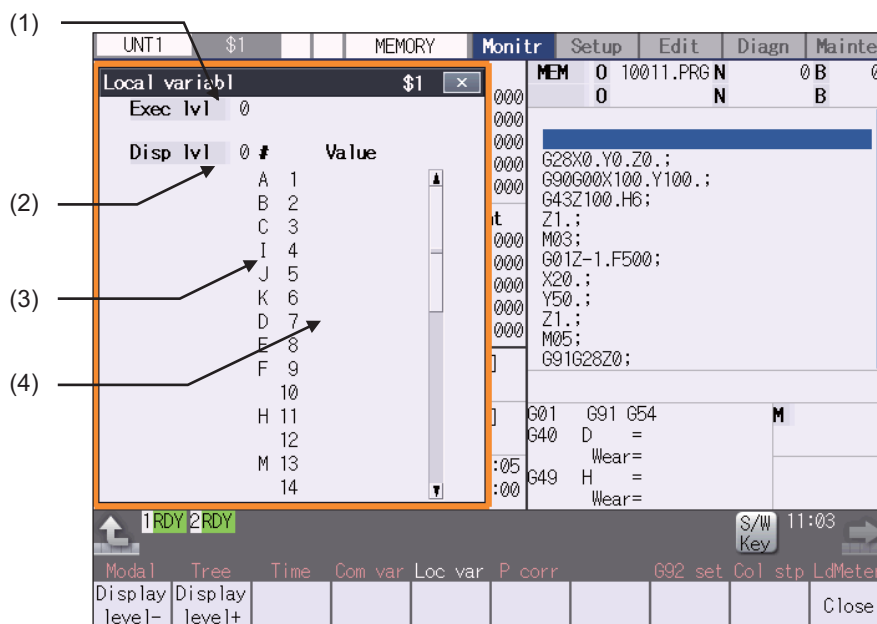 (1)
UNT1 $1 MEMORY Monitr Setup Edit Diagn Mainte
Local variabl $1 ×
Exec lvl 0
Disp lvl 0 # Value
(2)
A 1
B 2
C 3
I 4
J 5
K 6
D 7
E 8
F 9
10
H 11
12
M 13
14
(3)
(4)
000
000
000
000
000
nt
000
000
000
000
000
]
]
:05
:00
MEM O 10011.PRG N 0 B 0
O N B
G28X0.Y0.Z0.;
G90G00X100.Y100.;
G43Z100.H6;
Z1.;
M03;
G01Z-1.F500;
X20.;
Y50.;
Z1.;
M05;
G91G28Z0;
G01 G91 G54 M
G40 D =
Wear=
G49 H =
Wear=
1RDY 2RDY S/W Key 11:03
Modal Tree Time Com var Loc var P corr G92 set Col stp LdMeter
Display level- Display level+ Close